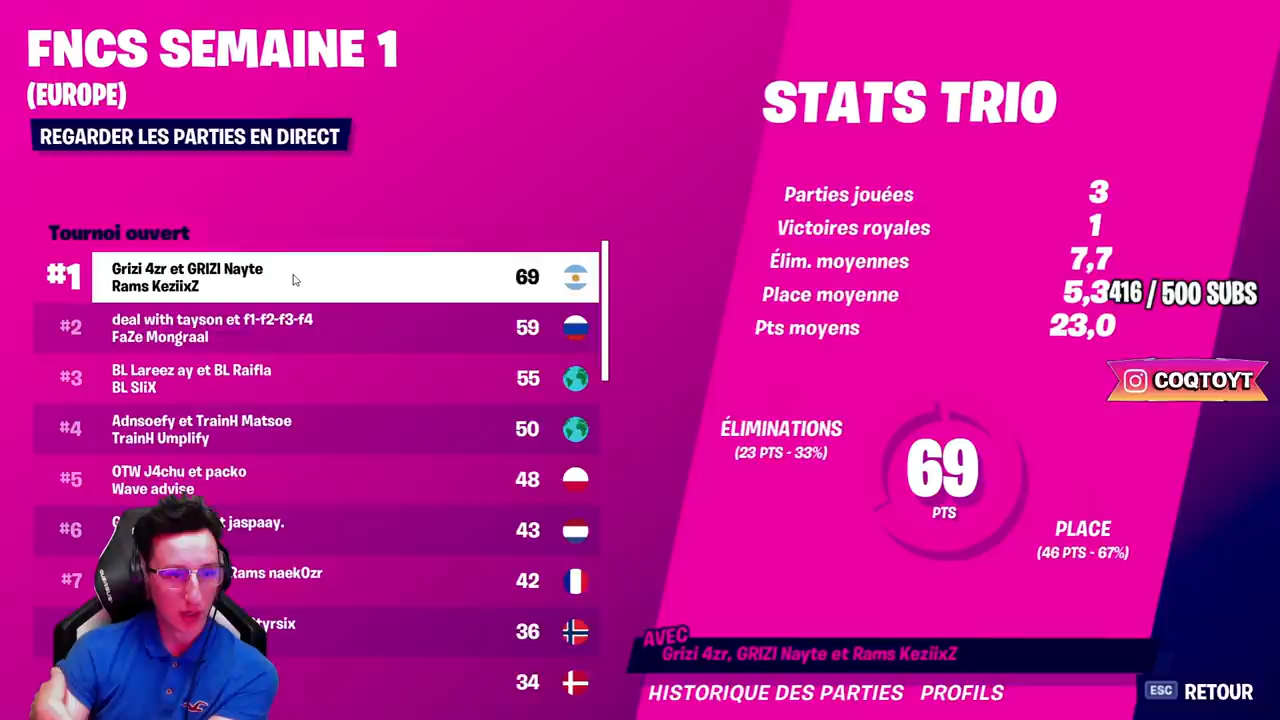 FNCS SEMAINE 1
(EUROPE)
REGARDER LES PARTIES EN DIRECT
Tournoi ouvert
#1 Grizi 4zr et GRIZI Nayte 69
Rams KeziixZ
#2 deal with tayson et f1-f2-f3-f4 59
FaZe Mongraal
#3 BL Lareez ay et BL Raifla 55
BL SliX
#4 Adnsoefy et TrainH Matsoe 50
TrainH Umplify
#5 OTW J4chu et packo 48
Wave advise
#6 jaspaay. 43
#7 Rams naek0zr 42
36
34
STATS TRIO
Parties jouées 3
Victoires royales 1
Élim. moyennes 7,7
Place moyenne 5,3
Pts moyens 23,0
416 / 500 SUBS
COQTOYT
ÉLIMINATIONS
(23 PTS - 33%)
69
PTS
PLACE
(46 PTS - 67%)
AVEC
Grizi 4zr, GRIZI Nayte et Rams KeziixZ
HISTORIQUE DES PARTIES PROFILS
ESC RETOUR